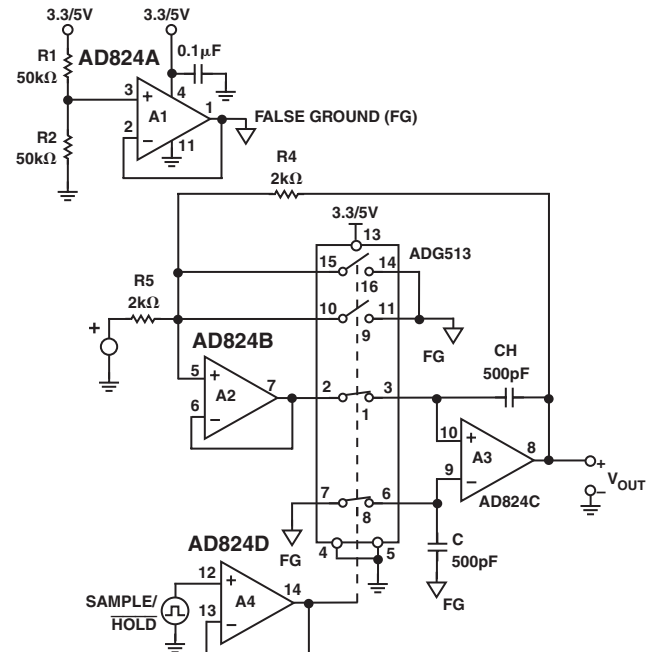 3.3/5V
3.3/5V
R1
50kΩ
AD824A
0.1µF
3
+
4
A1
1
2
−
11
FALSE GROUND (FG)
R2
50kΩ
R4
2kΩ
3.3/5V
13
ADG513
15
14
16
R5
2kΩ
10
11
9
+
FG
AD824B
CH
500pF
5
+
7
A2
6
−
2
3
1
10
+
A3
8
9
−
AD824C
+
−
VOUT
7
6
8
FG
4
5
C
500pF
FG
AD824D
12
+
14
A4
13
−
SAMPLE/
HOLD